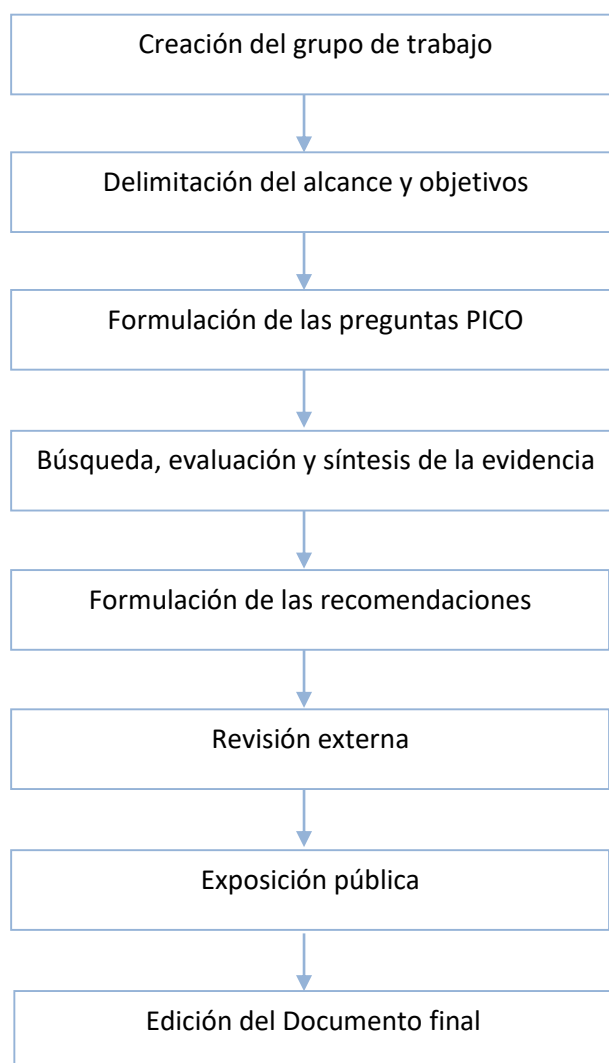 Creación del grupo de trabajo
Delimitación del alcance y objetivos
Formulación de las preguntas PICO
Búsqueda, evaluación y síntesis de la evidencia
Formulación de las recomendaciones
Revisión externa
Exposición pública
Edición del Documento final